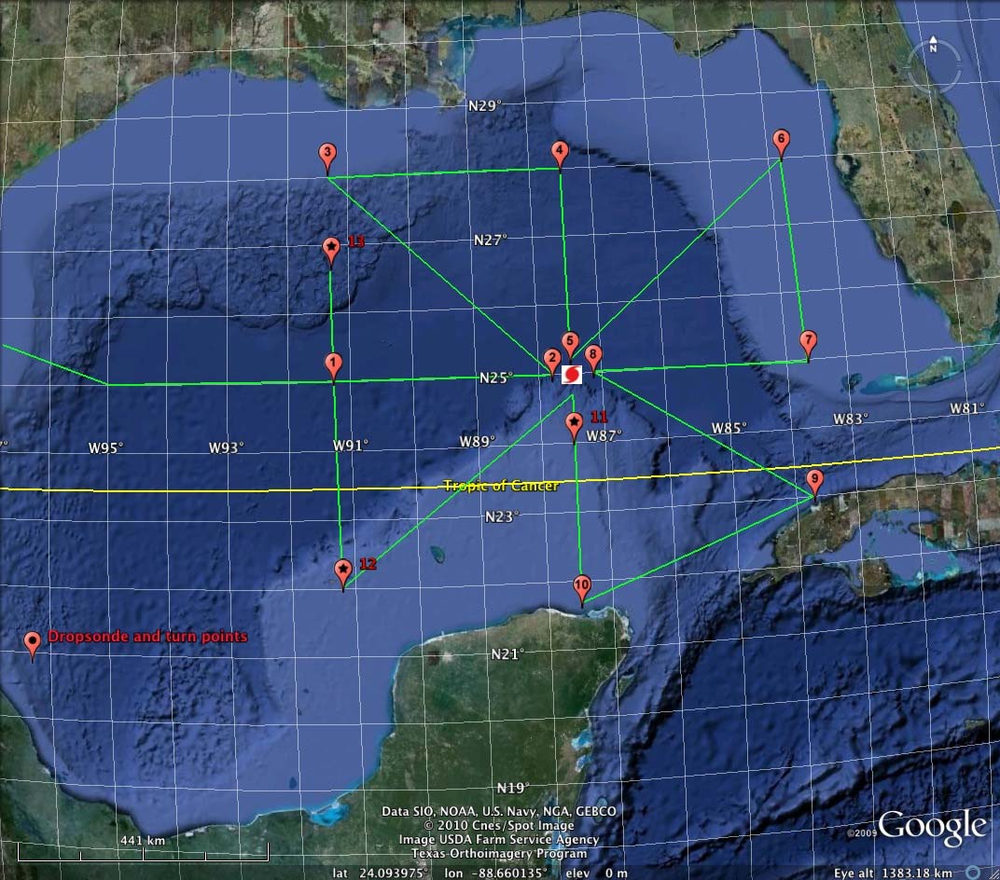 N
N29°
3
4
6
N27°
13
5
7
1
2
8
N25°
W95°
W93°
W91°
W89°
11
W87°
W85°
W83°
W81°
Tropic of Cancer
9
N23°
12
10
Dropsonde and turn points
N21°
N19°
Data SIO, NOAA, U.S. Navy, NGA, GEBCO
© 2010 Cnes/Spot Image
Image USDA Farm Service Agency
Texas Orthoimagery Program
©2009 Google
441 km
lat 24.093975° lon -88.660135° elev 0 m
Eye alt 1383.18 km